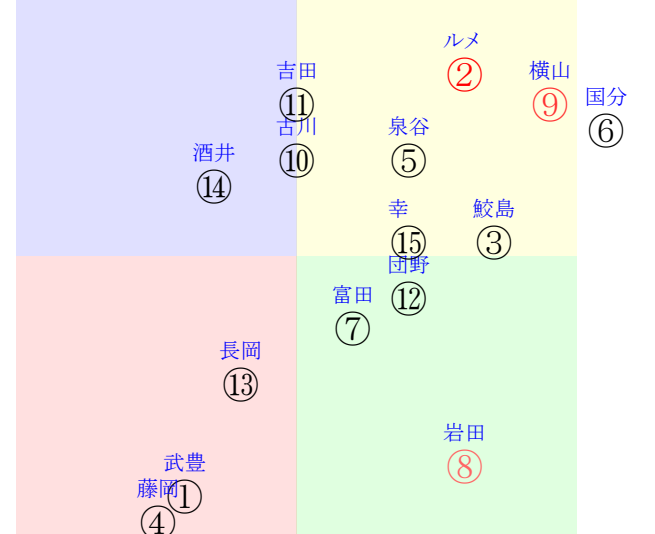 ルメ
②
吉田
⑪
横山
⑨
国分
⑥
古川
⑩
泉谷
⑤
酒井
⑭
幸
⑮
鮫島
③
団野
⑫
富田
⑦
長岡
⑬
岩田
⑧
武豊
①
藤岡
④